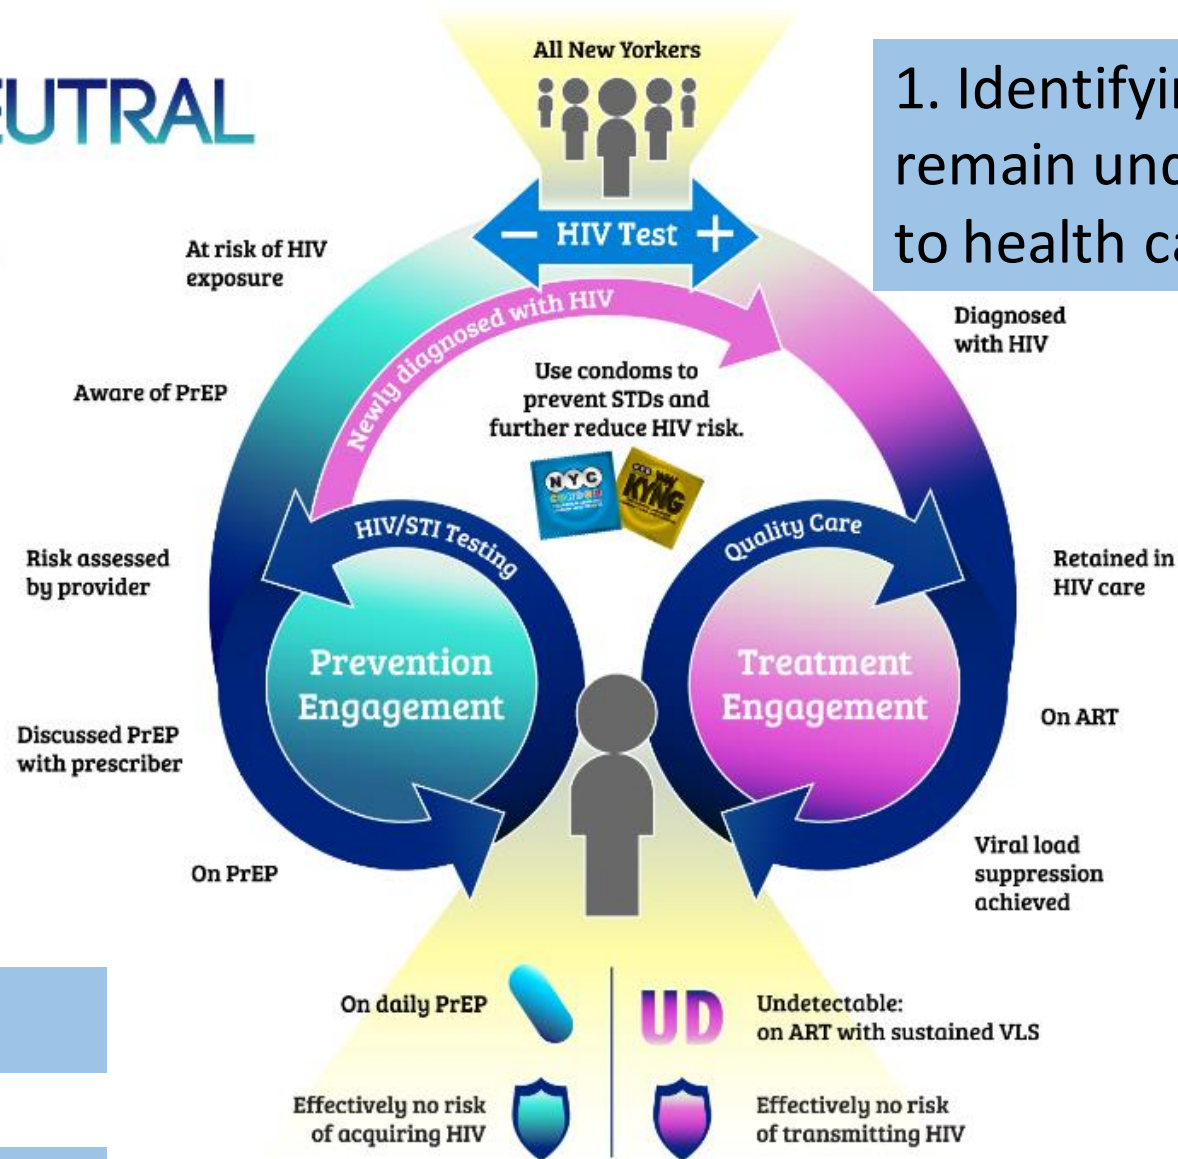 All New Yorkers
EUTRAL
1. Identifyin
remain und
to health ca
− HIV Test +
At risk of HIV
exposure
Newly diagnosed with HIV
Diagnosed
with HIV
Aware of PrEP
Use condoms to
prevent STDs and
further reduce HIV risk.
NYC
CONDOM
KYNG
HIV/STI Testing
Quality Care
Risk assessed
by provider
Retained in
HIV care
Prevention
Engagement
Treatment
Engagement
Discussed PrEP
with prescriber
On ART
On PrEP
Viral load
suppression
achieved
On daily PrEP
UD
Undetectable:
on ART with sustained VLS
Effectively no risk
of acquiring HIV
Effectively no risk
of transmitting HIV